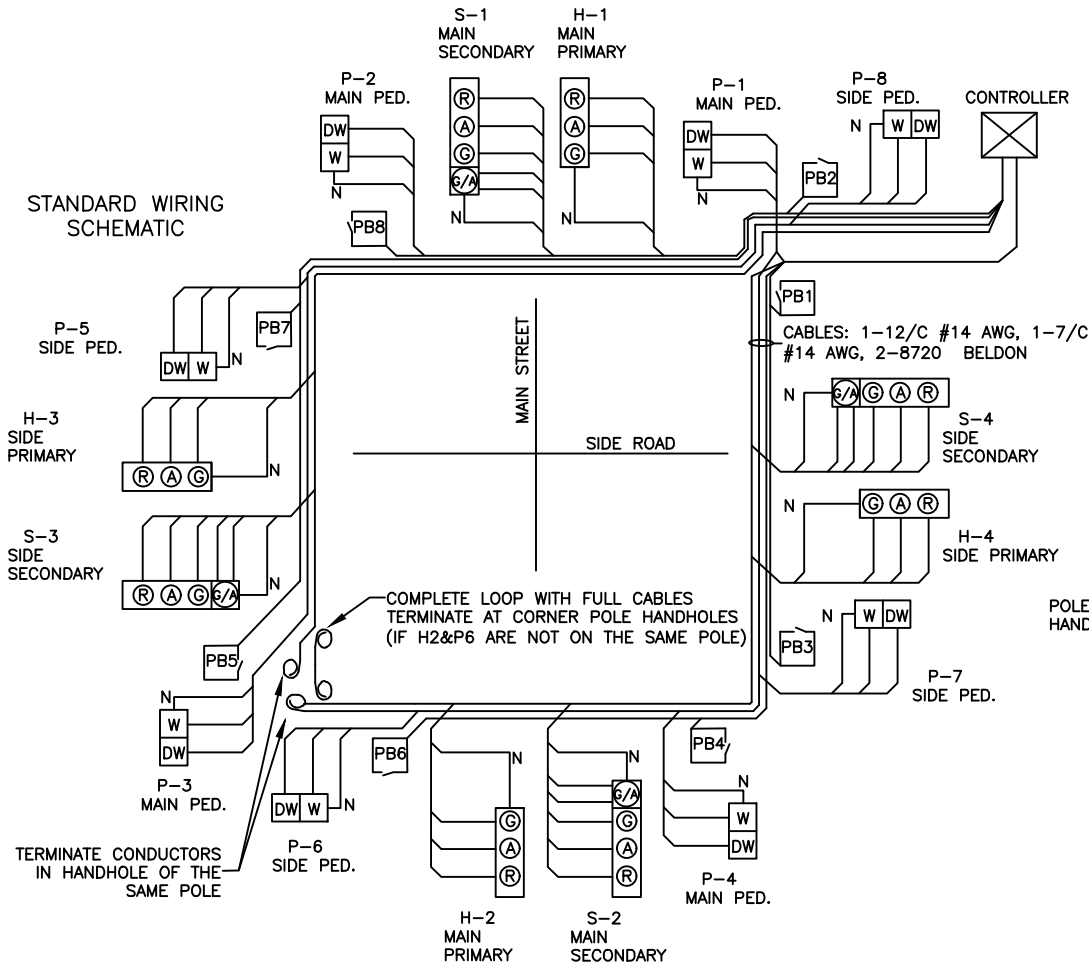 S-1
MAIN
SECONDARY
H-1
MAIN
PRIMARY
P-2
MAIN PED.
P-1
MAIN PED.
P-8
SIDE PED.
CONTROLLER
DW
W
N
R
A
G
G/A
N
R
A
G
N
DW
W
N
N W DW
PB2
STANDARD WIRING
SCHEMATIC
PB8
PB7
P-5
SIDE PED.
DW W N
PB1
CABLES: 1-12/C #14 AWG, 1-7/C
#14 AWG, 2-8720 BELDON
MAIN STREET
SIDE ROAD
N G/A G A R
S-4
SIDE
SECONDARY
H-3
SIDE
PRIMARY
R A G N
N G A R
H-4
SIDE PRIMARY
S-3
SIDE
SECONDARY
R A G G/A N
COMPLETE LOOP WITH FULL CABLES
TERMINATE AT CORNER POLE HANDHOLES
(IF H2&P6 ARE NOT ON THE SAME POLE)
POLE
HAND
N W DW
PB3
P-7
SIDE PED.
PB5
N
W
DW
P-3
MAIN PED.
PB6
PB4
DW W N
P-6
SIDE PED.
TERMINATE CONDUCTORS
IN HANDHOLE OF THE
SAME POLE
N
G
A
R
H-2
MAIN
PRIMARY
N
G/A
G
A
R
S-2
MAIN
SECONDARY
N
W
DW
P-4
MAIN PED.